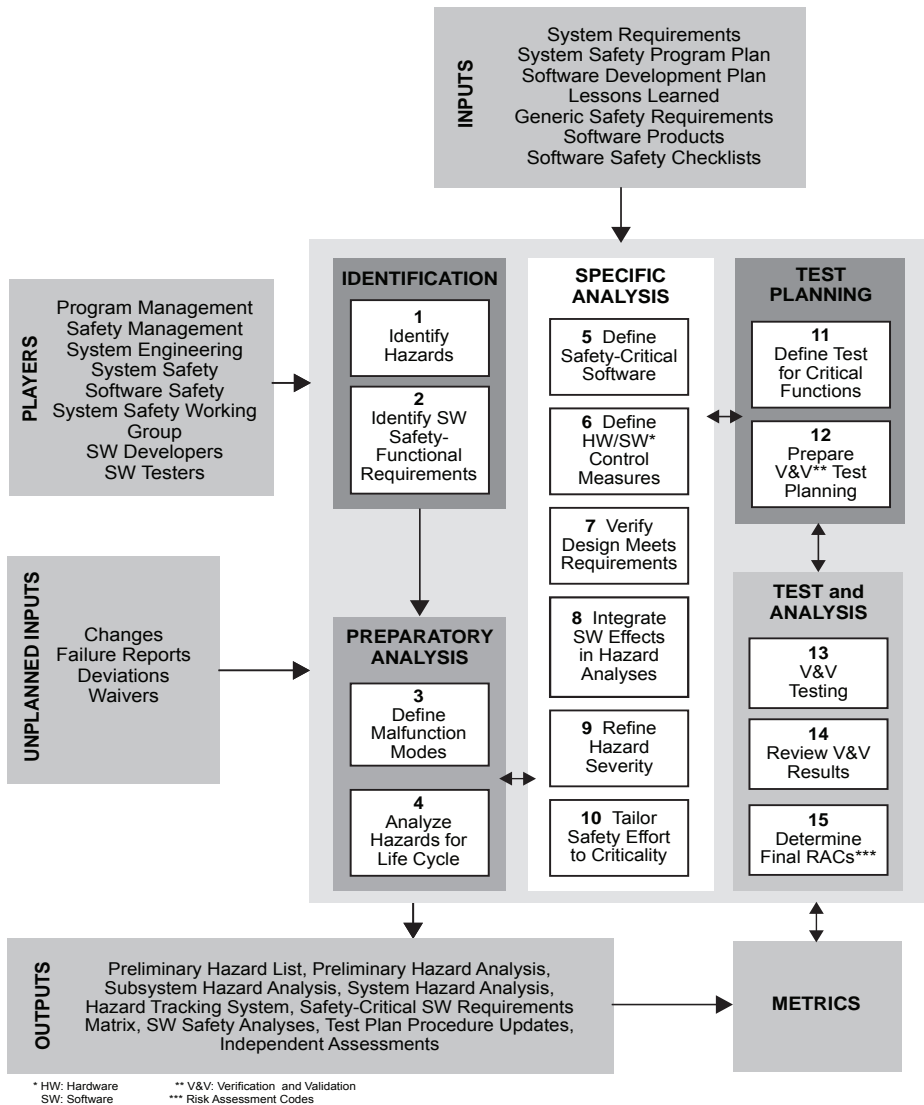 INPUTS
System Requirements
System Safety Program Plan
Software Development Plan
Lessons Learned
Generic Safety Requirements
Software Products
Software Safety Checklists
PLAYERS
Program Management
Safety Management
System Engineering
System Safety
Software Safety
System Safety Working
Group
SW Developers
SW Testers
UNPLANNED INPUTS
Changes
Failure Reports
Deviations
Waivers
IDENTIFICATION
1
Identify
Hazards
2
Identify SW
Safety-
Functional
Requirements
PREPARATORY
ANALYSIS
3
Define
Malfunction
Modes
4
Analyze
Hazards for
Life Cycle
SPECIFIC
ANALYSIS
5 Define
Safety-Critical
Software
6 Define
HW/SW*
Control
Measures
7 Verify
Design Meets
Requirements
8 Integrate
SW Effects
in Hazard
Analyses
9 Refine
Hazard
Severity
10 Tailor
Safety Effort
to Criticality
TEST
PLANNING
11
Define Test
for Critical
Functions
12
Prepare
V&V** Test
Planning
TEST and
ANALYSIS
13
V&V
Testing
14
Review V&V
Results
15
Determine
Final RACs***
OUTPUTS
Preliminary Hazard List, Preliminary Hazard Analysis,
Subsystem Hazard Analysis, System Hazard Analysis,
Hazard Tracking System, Safety-Critical SW Requirements
Matrix, SW Safety Analyses, Test Plan Procedure Updates,
Independent Assessments
METRICS
* HW: Hardware
SW: Software
** V&V: Verification and Validation
*** Risk Assessment Codes